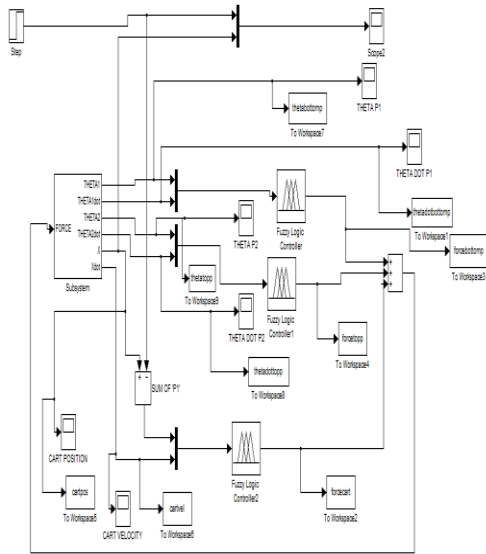 Step
Scope2
THETA P1
thetabottomp
To Workspace7
THETA DOT P1
THETA1
THETA1dot
THETA2
THETA2dot
X
Xdot
FORCE
Subsystem
Fuzzy Logic
Controller
thetadotbottomp
To Workspace1
THETA P2
forcebottomp
To Workspace3
thetatopp
To Workspace9
Fuzzy Logic
Controller1
+
+
+
THETA DOT P2
forcetopp
To Workspace4
thetadottopp
To Workspace8
+ −
SUM OF 'P1'
CART POSITION
Fuzzy Logic
Controller2
cartpos
To Workspace5
CART VELOCITY
cartvel
To Workspace6
forcecart
To Workspace2